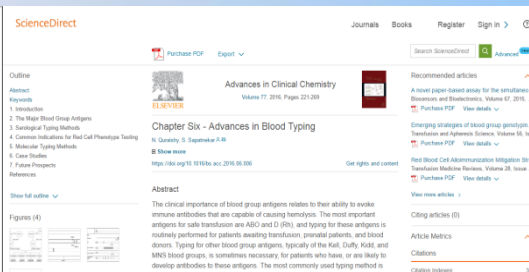 ScienceDirect
Journals Books Register Sign in >
Purchase PDF Export
Search ScienceDirect Advanced
Outline
Abstract
Keywords
1. Introduction
2. The Major Blood Group Antigens
3. Serological Typing Methods
4. Common Indications for Red Cell Phenotype Testing
5. Molecular Typing Methods
6. Case Studies
7. Future Prospects
References
Show full outline
Figures (4)
ELSEVIER
Advances in Clinical Chemistry
Volume 77, 2016, Pages 221-269
Chapter Six - Advances in Blood Typing
N. Quraishy, S. Sapatnekar
Show more
https://doi.org/10.1016/bs.acc.2016.06.006 Get rights and content
Abstract
The clinical importance of blood group antigens relates to their ability to evoke
immune antibodies that are capable of causing hemolysis. The most important
antigens for safe transfusion are ABO and D (Rh), and typing for these antigens is
routinely performed for patients awaiting transfusion, prenatal patients, and blood
donors. Typing for other blood group antigens, typically of the Kell, Duffy, Kidd, and
MNS blood groups, is sometimes necessary, for patients who have, or are likely to
develop antibodies to these antigens. The most commonly used typing method is
Recommended articles
A novel paper-based assay for the simultaneous
Biosensors and Bioelectronics, Volume 67, 2015,
Purchase PDF View details
Emerging strategies of blood group genotyping
Transfusion and Apheresis Science, Volume 50, Is
Purchase PDF View details
Red Blood Cell Alloimmunization Mitigation Str
Transfusion Medicine Reviews, Volume 28, Issue
Purchase PDF View details
View more articles >
Citing articles (0)
Article Metrics
Citations
Citation Indexes